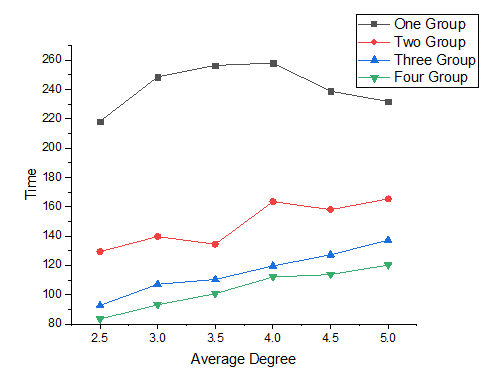 One Group
Two Group
Three Group
Four Group
260
240
220
200
180
160
140
120
100
80
Time
2.5 3.0 3.5 4.0 4.5 5.0
Average Degree